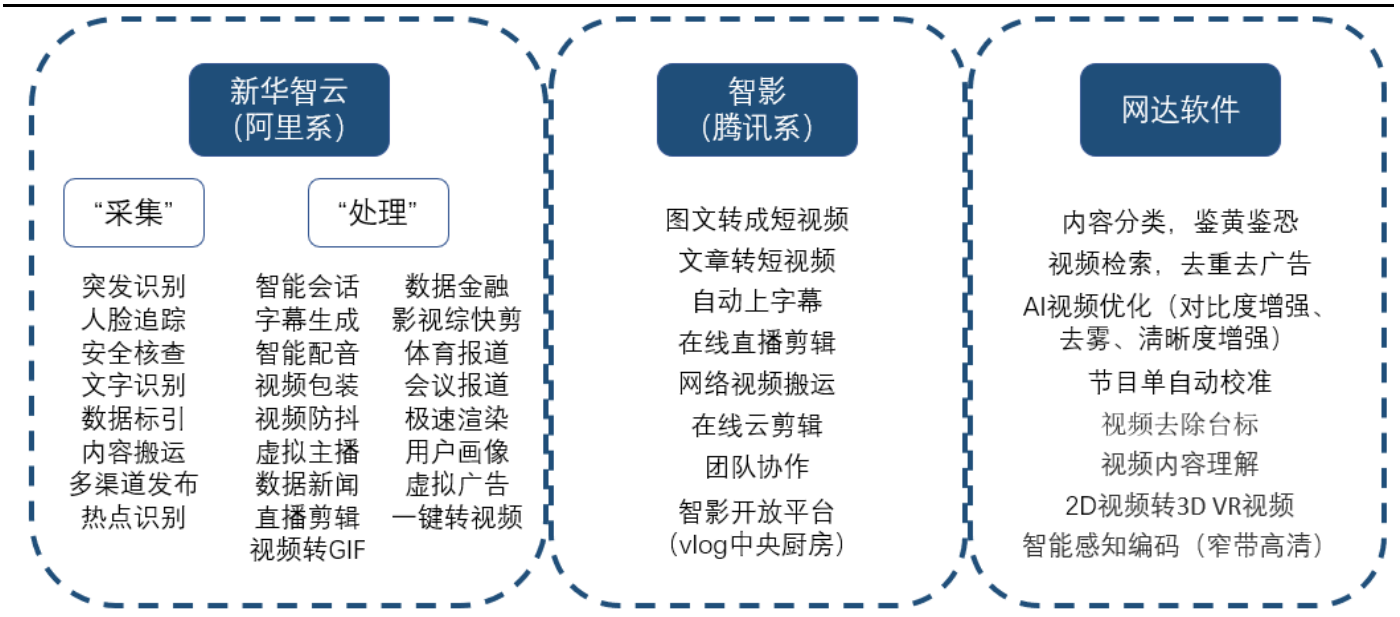 新华智云
（阿里系）
“采集”
突发识别
人脸追踪
安全核查
文字识别
数据标引
内容搬运
多渠道发布
热点识别
“处理”
智能会话
字幕生成
智能配音
视频包装
视频防抖
虚拟主播
数据新闻
直播剪辑
视频转GIF
数据金融
影视综快剪
体育报道
会议报道
极速渲染
用户画像
虚拟广告
一键转视频
智影
（腾讯系）
图文转成短视频
文章转短视频
自动上字幕
在线直播剪辑
网络视频搬运
在线云剪辑
团队协作
智影开放平台
（vlog中央厨房）
网达软件
内容分类，鉴黄鉴恐
视频检索，去重去广告
AI视频优化（对比度增强、
去雾、清晰度增强）
节目单自动校准
视频去除台标
视频内容理解
2D视频转3D VR视频
智能感知编码（窄带高清）